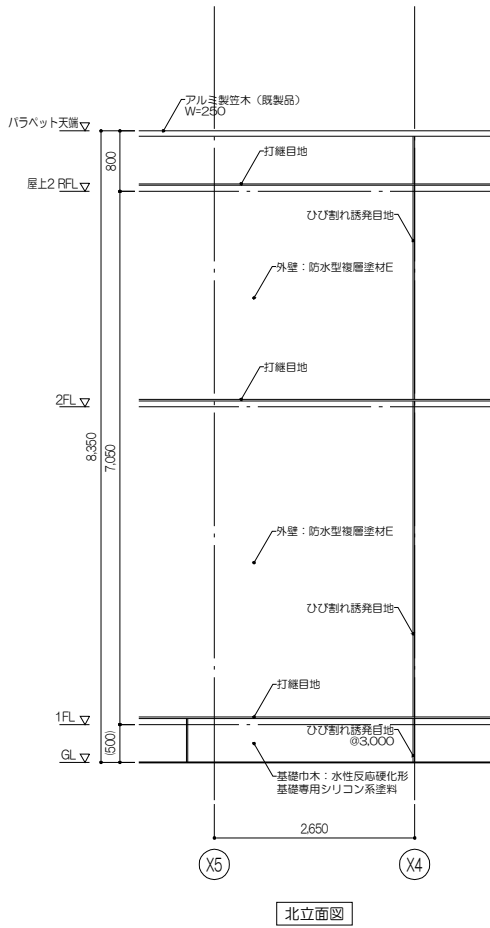 アルミ製笠木（既製品）
W=250
パラペット天端
800
打継目地
屋上2 RFL
ひび割れ誘発目地
外壁：防水型複層塗材E
打継目地
2FL
8,350
7,050
外壁：防水型複層塗材E
ひび割れ誘発目地
打継目地
1FL
ひび割れ誘発目地
@3,000
(500)
GL
基礎巾木：水性反応硬化形
基礎専用シリコン系塗料
2,650
X5
X4
北立面図